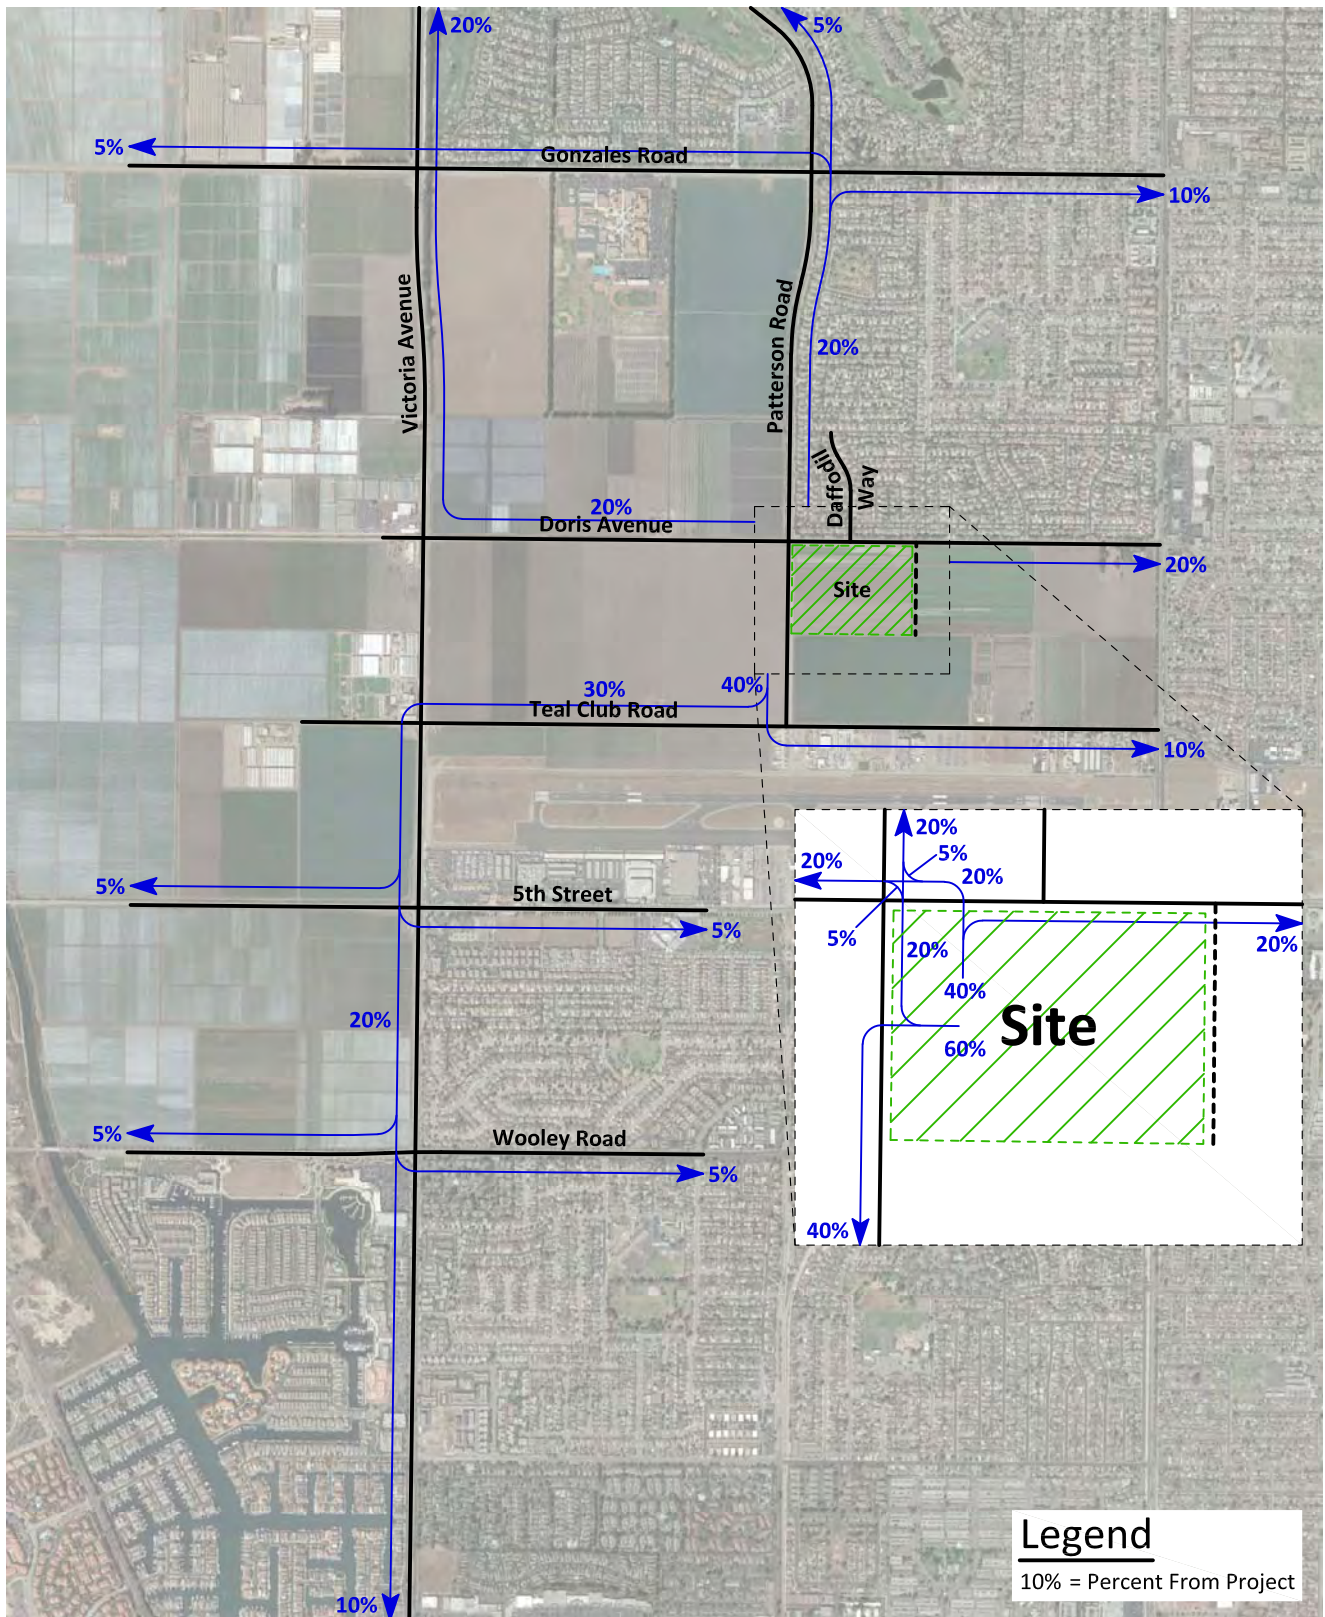 20%
5%
5%
Gonzales Road
10%
Victoria Avenue
Patterson Road
20%
Daffodil
Way
20%
Doris Avenue
20%
Site
30%
40%
Teal Club Road
10%
5%
5th Street
5%
20%
5%
Wooley Road
5%
10%
20%
5%
20%
20%
5%
20%
20%
40%
Site
60%
40%
Legend
10% = Percent From Project